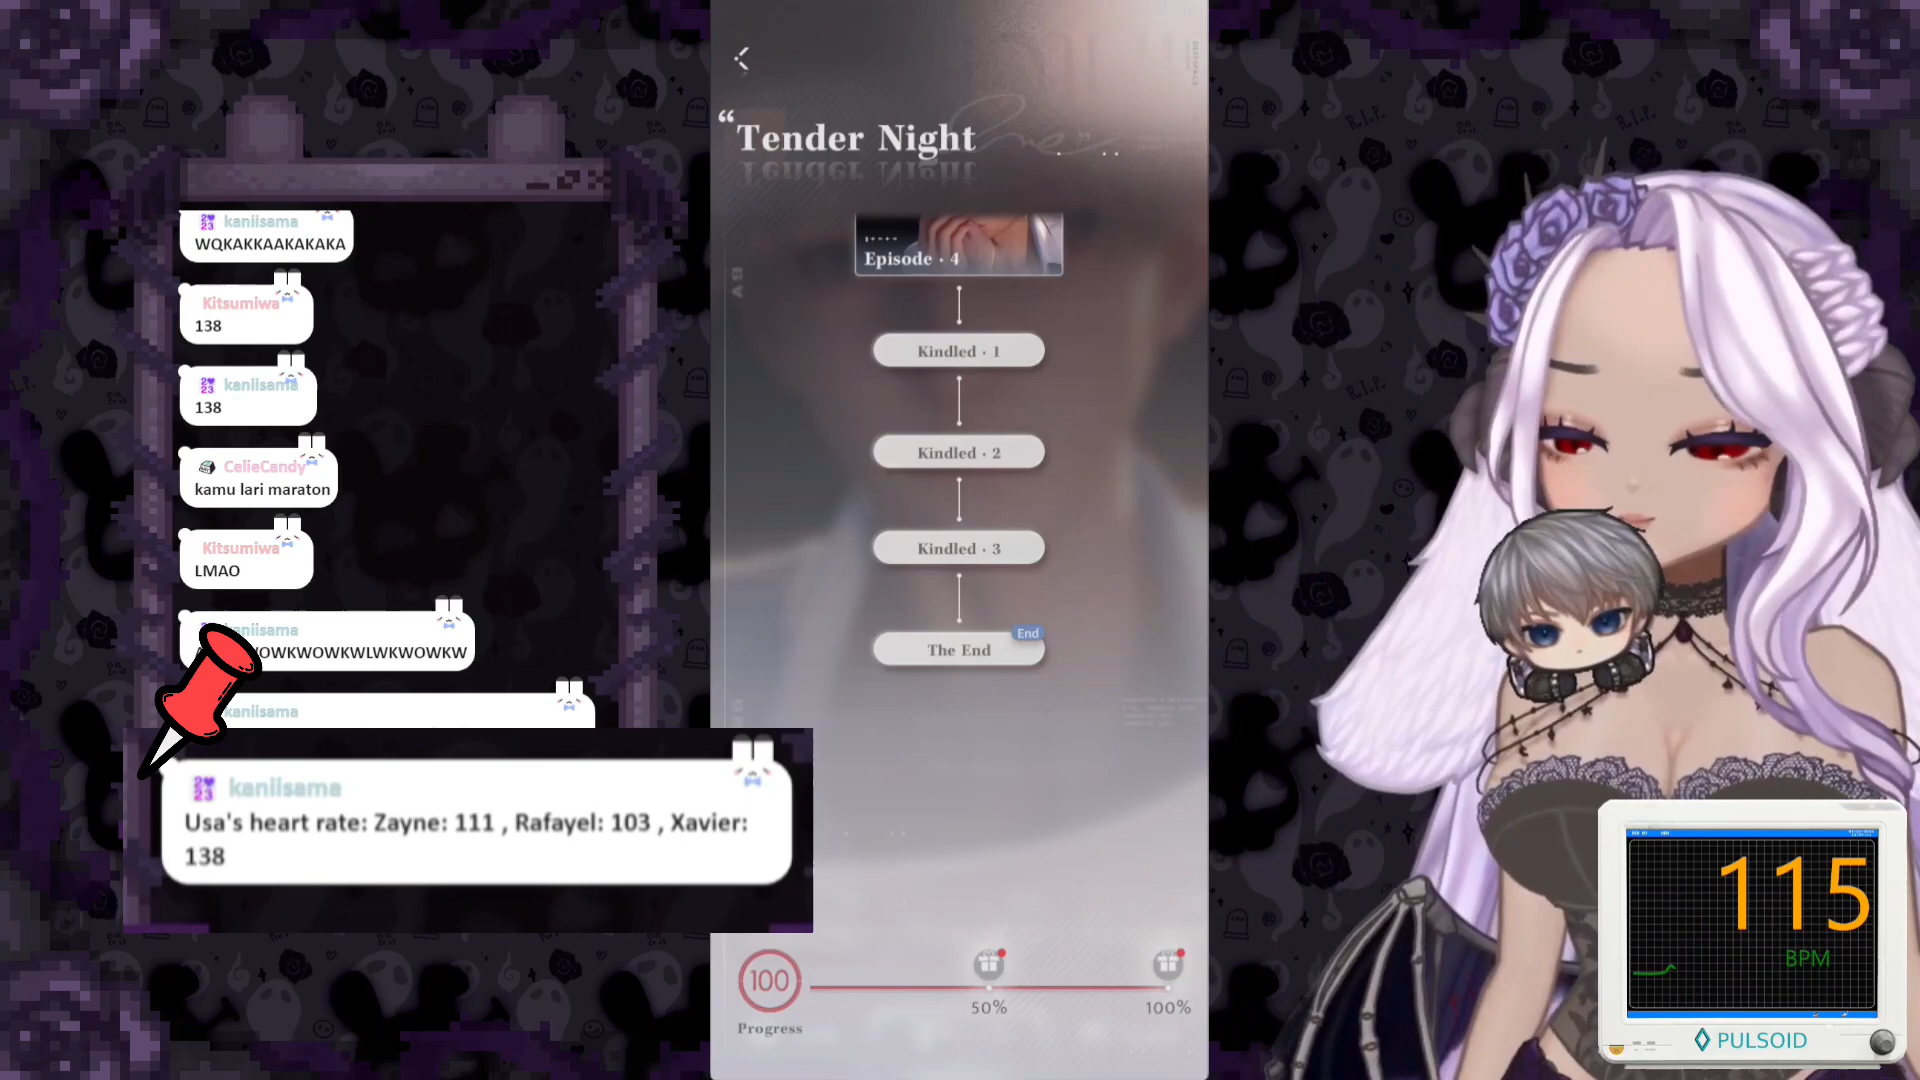 kaniisama
WQKAKKAAKAKAKA
Kitsumiwa
138
kaniisama
138
CelieCandy
kamu lari maraton
Kitsumiwa
LMAO
kaniisama
OWKWOWKWLWKWOWKW
kaniisama
kaniisama
Usa's heart rate: Zayne: 111 , Rafayel: 103 , Xavier:
138
“Tender Night
Episode · 4
Kindled · 1
Kindled · 2
Kindled · 3
End
The End
100
Progress
50%
100%
115
BPM
PULSOID
R.I.P.